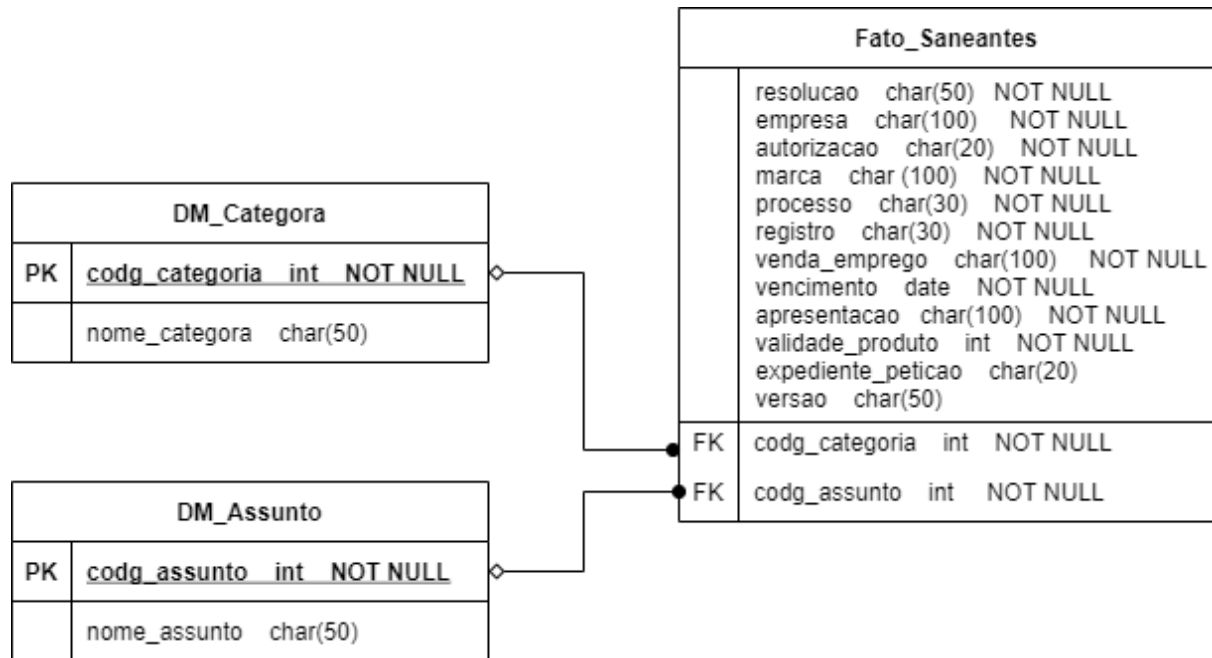 Fato_Saneantes
resolucao char(50) NOT NULL
empresa char(100) NOT NULL
autorizacao char(20) NOT NULL
marca char (100) NOT NULL
processo char(30) NOT NULL
registro char(30) NOT NULL
venda_emprego char(100) NOT NULL
vencimento date NOT NULL
apresentacao char(100) NOT NULL
validade_produto int NOT NULL
expediente_peticao char(20)
versao char(50)
FK codg_categoria int NOT NULL
FK codg_assunto int NOT NULL
DM_Categora
PK codg_categoria int NOT NULL
nome_categora char(50)
DM_Assunto
PK codg_assunto int NOT NULL
nome_assunto char(50)